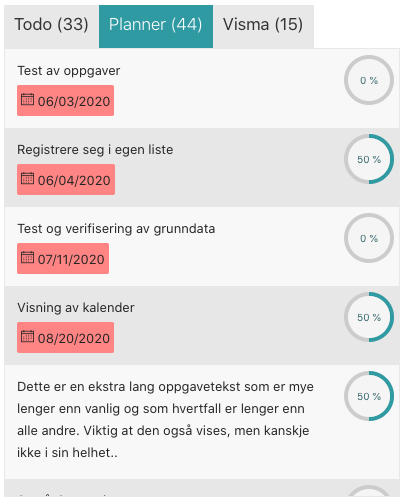 Todo (33) Planner (44) Visma (15)
Test av oppgaver
0 %
06/03/2020
Registrere seg i egen liste
50 %
06/04/2020
Test og verifisering av grunndata
0 %
07/11/2020
Visning av kalender
50 %
08/20/2020
Dette er en ekstra lang oppgavetekst som er mye
lenger enn vanlig og som hvertfall er lenger enn
50 %
alle andre. Viktig at den også vises, men kanskje
ikke i sin helhet..